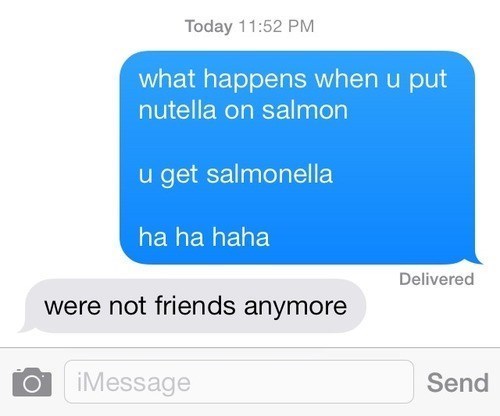 Today 11:52 PM
what happens when u put
nutella on salmon
u get salmonella
ha ha haha
Delivered
were not friends anymore
iMessage
Send